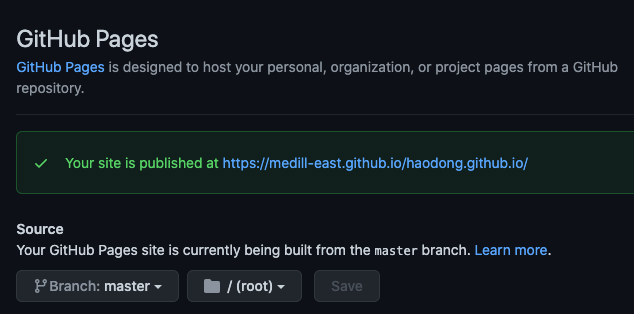 GitHub Pages
GitHub Pages is designed to host your personal, organization, or project pages from a GitHub
repository.
Your site is published at https://medill-east.github.io/haodong.github.io/
Source
Your GitHub Pages site is currently being built from the master branch. Learn more.
Branch: master / (root) Save